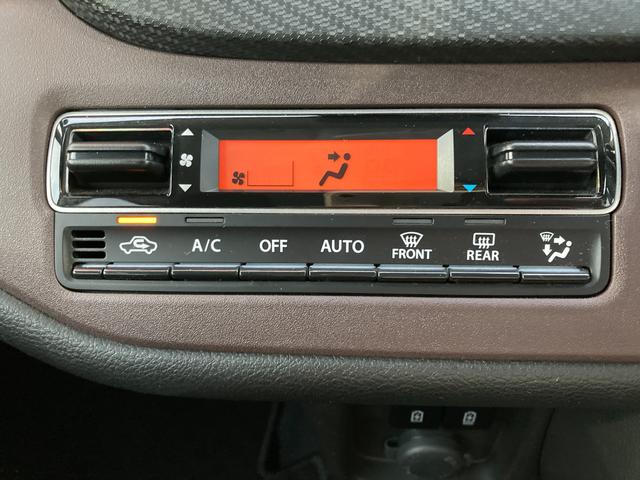 A/C OFF AUTO FRONT REAR